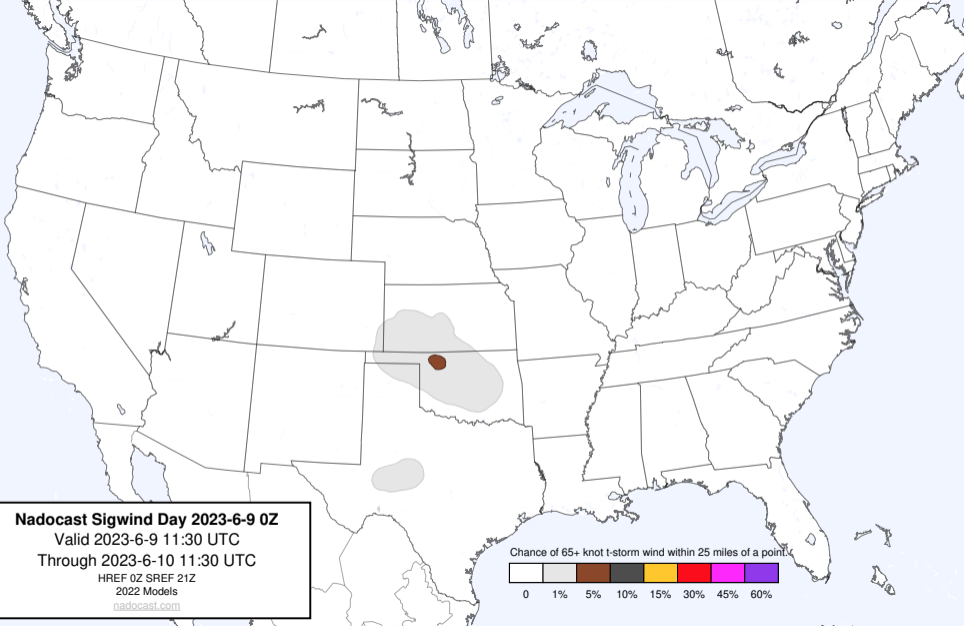 Nadocast Sigwind Day 2023-6-9 0Z
Valid 2023-6-9 11:30 UTC
Through 2023-6-10 11:30 UTC
HREF 0Z SREF 21Z
2022 Models
nadocast.com
Chance of 65+ knot t-storm wind within 25 miles of a point.
0 1% 5% 10% 15% 30% 45% 60%